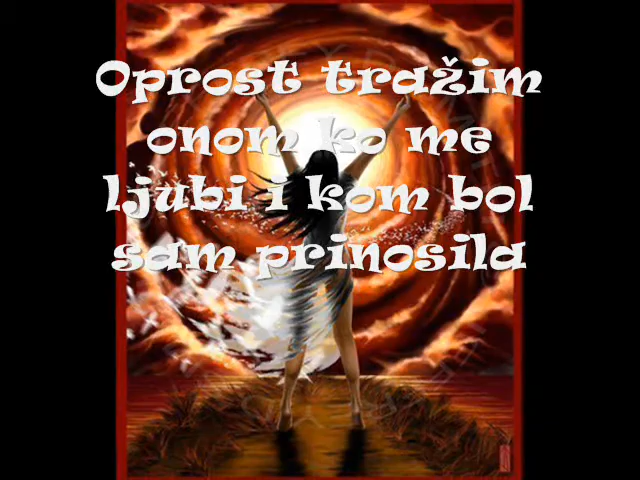 Oprost tražim
onom ko me
ljubi i kom bol
sam prinosila